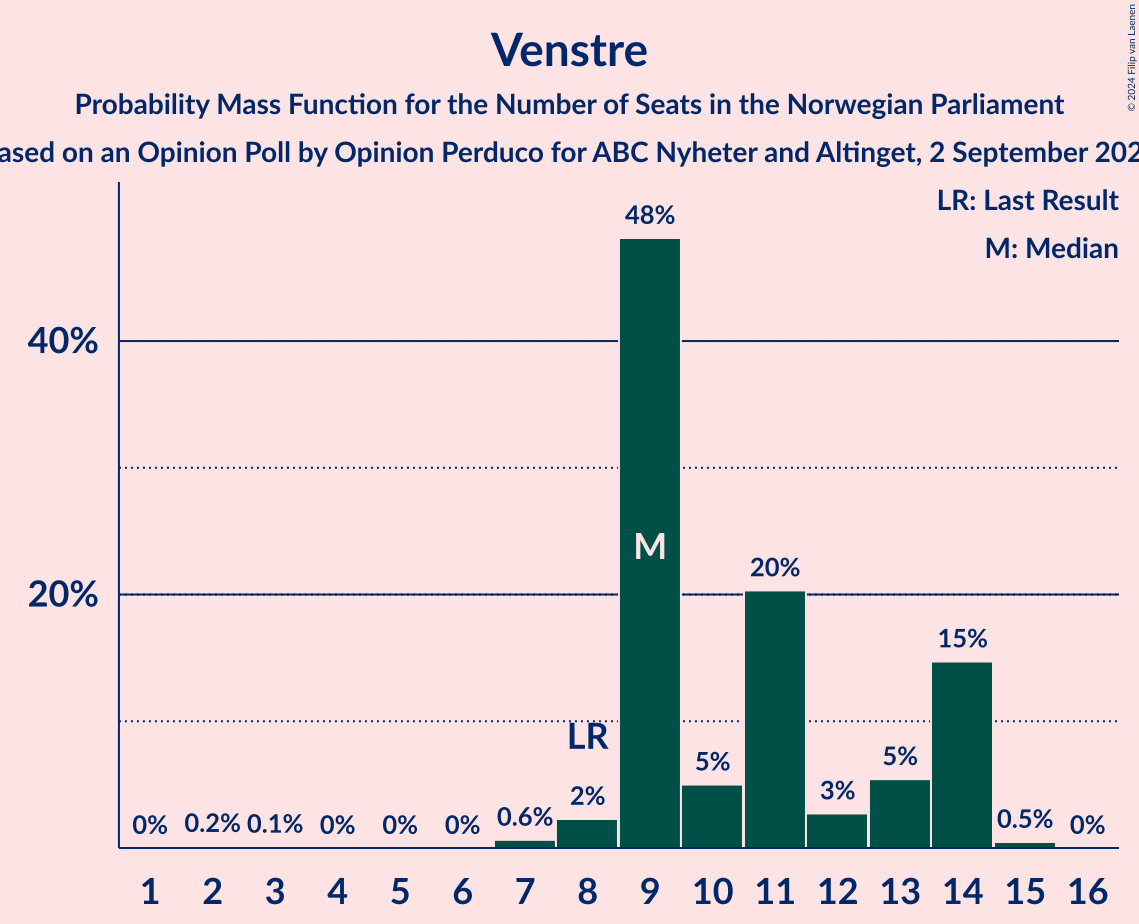 © 2024 Filip van Laenen
Venstre
Probability Mass Function for the Number of Seats in the Norwegian Parliament
ased on an Opinion Poll by Opinion Perduco for ABC Nyheter and Altinget, 2 September 202
LR: Last Result
M: Median
48%
40%
M
20%
20%
15%
LR
5%
5%
3%
2%
0% 0.2% 0.1% 0% 0% 0% 0.6% 0.5% 0%
1 2 3 4 5 6 7 8 9 10 11 12 13 14 15 16